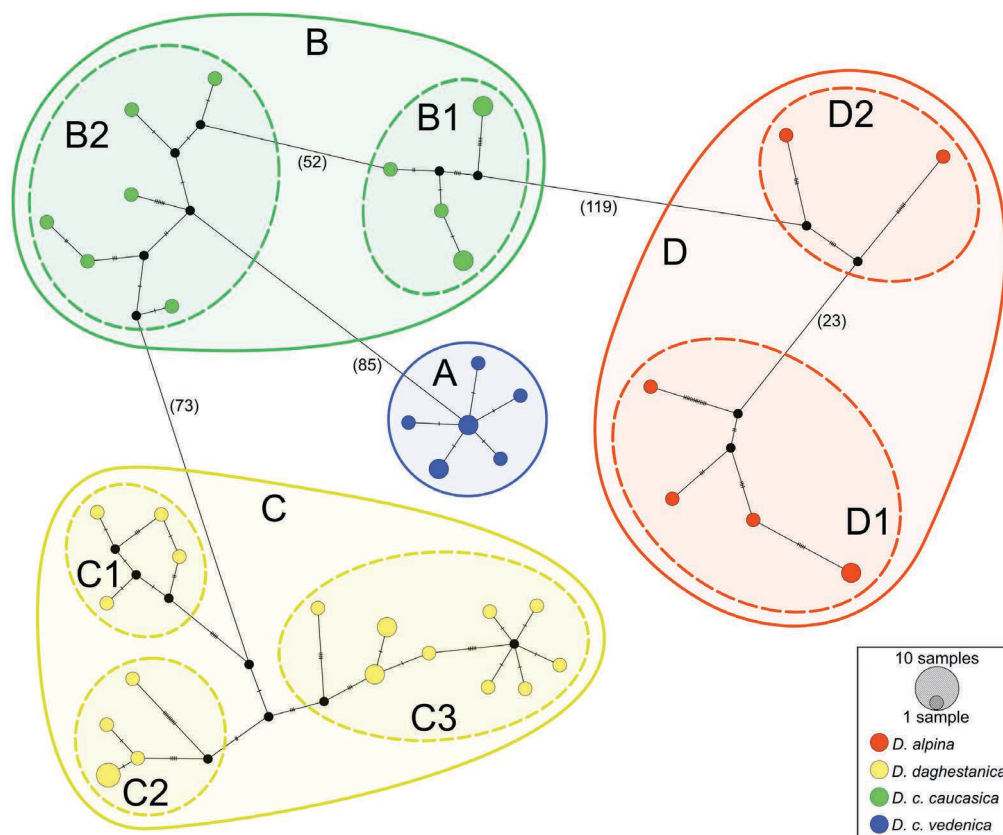 B
B2
B1
D2
(52)
(119)
D
(23)
(85)
A
(73)
C
D1
C1
C3
C2
10 samples
1 sample
D. alpina
D. daghestanica
D. c. caucasica
D. c. vedenica